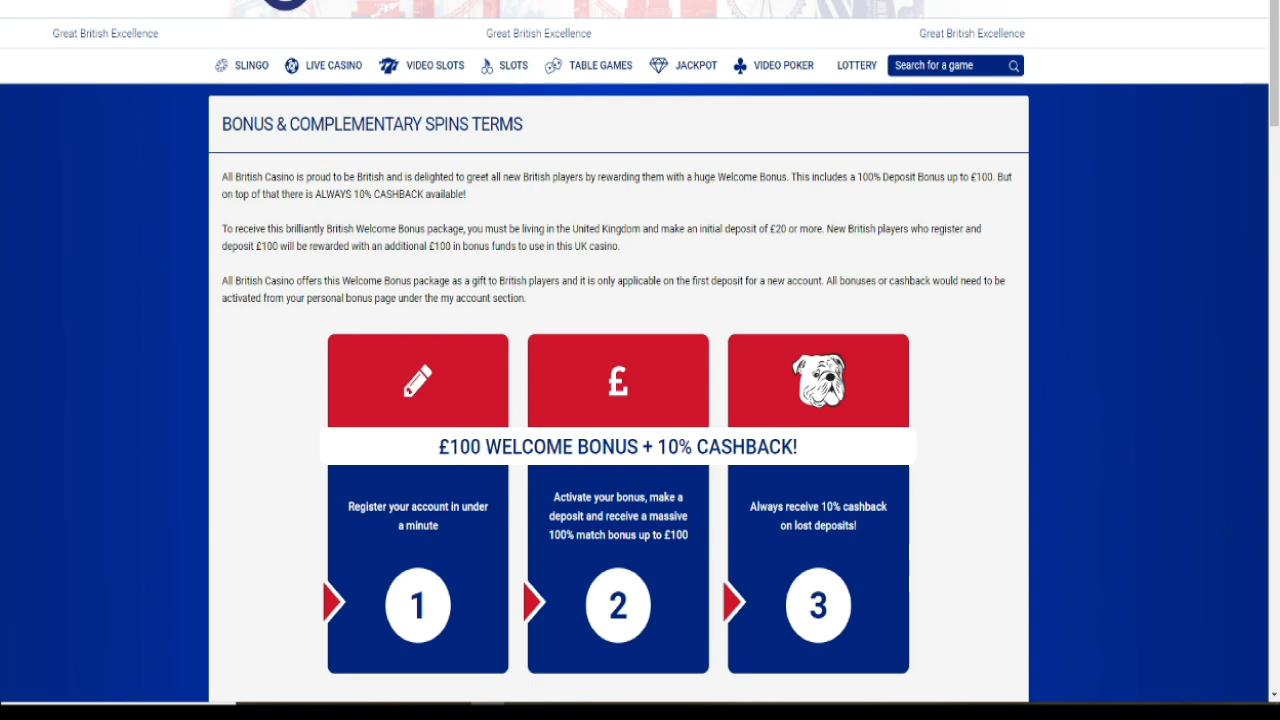 Great British Excellence Great British Excellence Great British Excellence
SLINGO LIVE CASINO VIDEO SLOTS SLOTS TABLE GAMES JACKPOT VIDEO POKER LOTTERY Search for a game
BONUS & COMPLEMENTARY SPINS TERMS
All British Casino is proud to be British and is delighted to greet all new British players by rewarding them with a huge Welcome Bonus. This includes a 100% Deposit Bonus up to £100. But
on top of that there is ALWAYS 10% CASHBACK available!
To receive this brilliantly British Welcome Bonus package, you must be living in the United Kingdom and make an initial deposit of £20 or more. New British players who register and
deposit £100 will be rewarded with an additional £100 in bonus funds to use in this UK casino.
All British Casino offers this Welcome Bonus package as a gift to British players and it is only applicable on the first deposit for a new account. All bonuses or cashback would need to be
activated from your personal bonus page under the my account section.
£
£100 WELCOME BONUS + 10% CASHBACK!
Register your account in under
a minute
1
Activate your bonus, make a
deposit and receive a massive
100% match bonus up to £100
2
Always receive 10% cashback
on lost deposits!
3